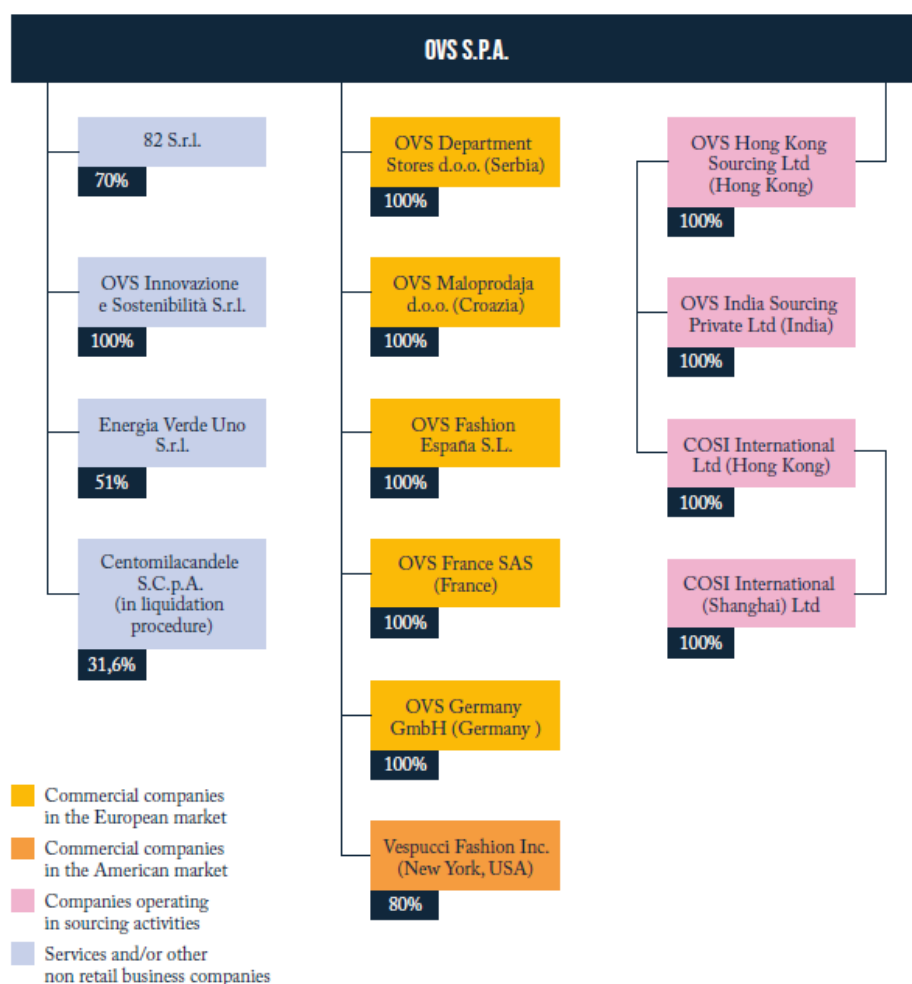 OVS S.P.A.
82 S.r.l.
70%
OVS Innovazione
e Sostenibilità S.r.l.
100%
Energia Verde Uno
S.r.l.
51%
Centomilacandele
S.C.p.A.
(in liquidation
procedure)
31,6%
OVS Department
Stores d.o.o. (Serbia)
100%
OVS Maloprodaja
d.o.o. (Croazia)
100%
OVS Fashion
España S.L.
100%
OVS France SAS
(France)
100%
OVS Germany
GmbH (Germany )
100%
Vespucci Fashion Inc.
(New York, USA)
80%
OVS Hong Kong
Sourcing Ltd
(Hong Kong)
100%
OVS India Sourcing
Private Ltd (India)
100%
COSI International
Ltd (Hong Kong)
100%
COSI International
(Shanghai) Ltd
100%
Commercial companies
in the European market
Commercial companies
in the American market
Companies operating
in sourcing activities
Services and/or other
non retail business companies